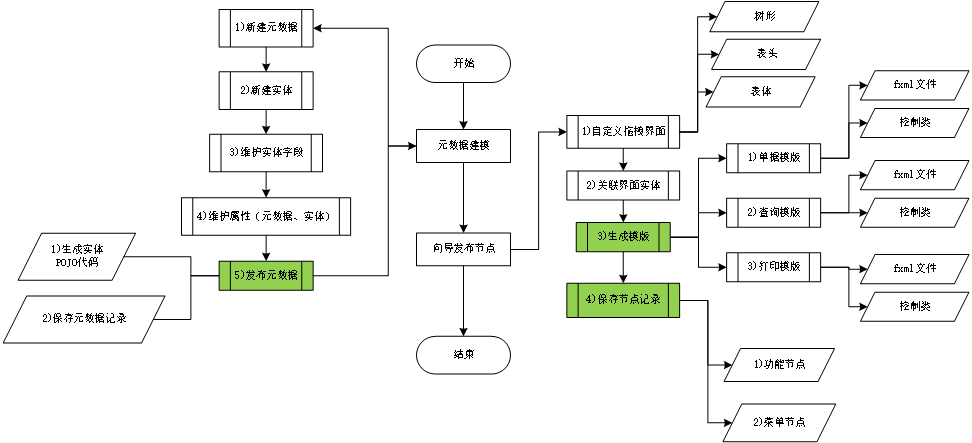 1)新建元数据
2)新建实体
3)维护实体字段
4)维护属性（元数据、实体）
5)发布元数据
1)生成实体
POJO代码
2)保存元数据记录
开始
元数据建模
向导发布节点
结束
1)自定义拖拽界面
2)关联界面实体
3)生成模版
4)保存节点记录
树形
表头
表体
1)单据模版
2)查询模版
3)打印模版
fxml文件
控制类
fxml文件
控制类
fxml文件
控制类
1)功能节点
2)菜单节点